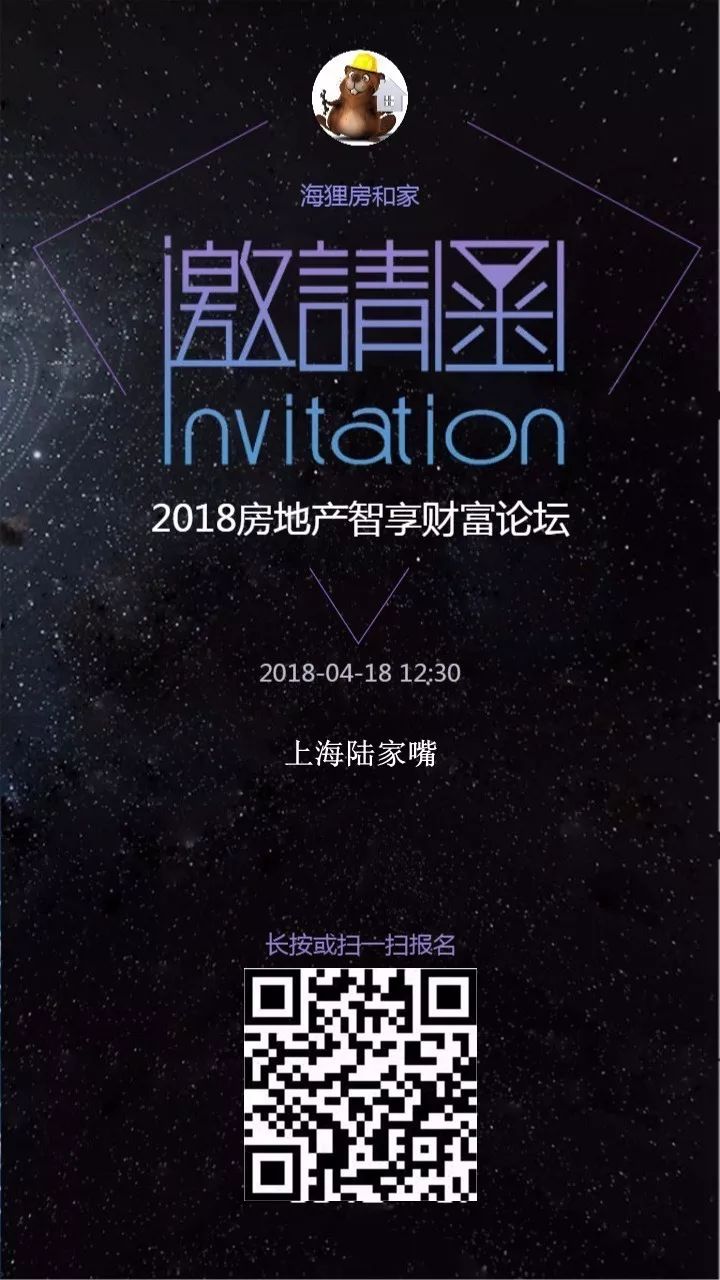 海狸房和家
邀請函
Invitation
2018房地产智享财富论坛
2018-04-18 12:30
上海陆家嘴
长按或扫一扫报名